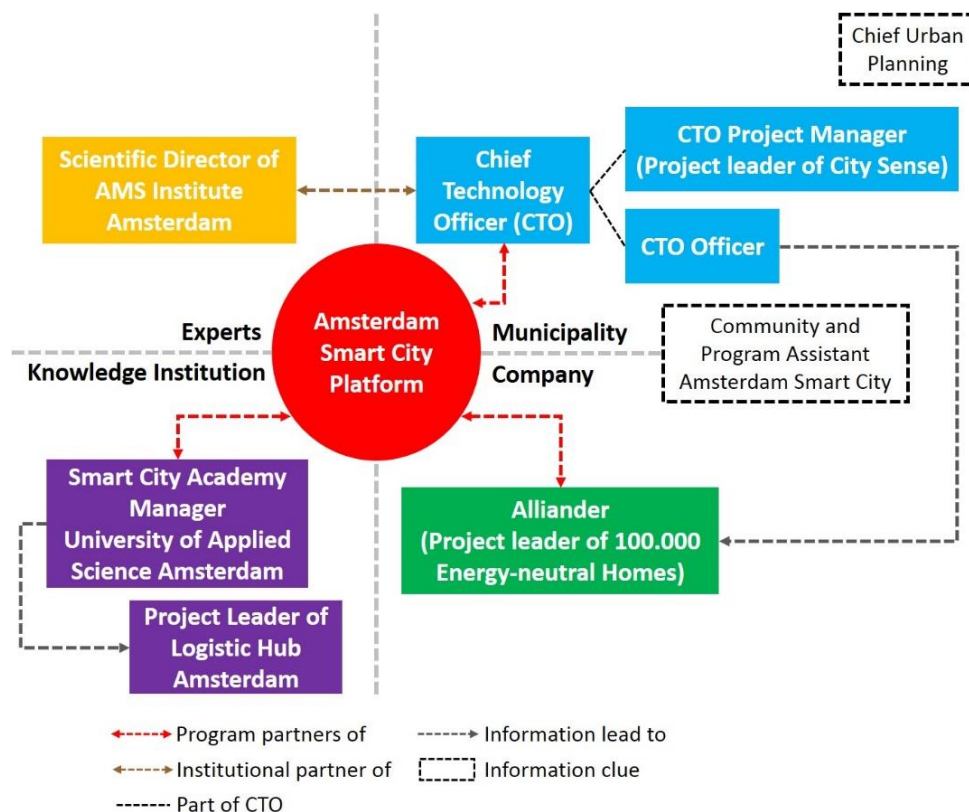 Chief Urban
Planning
Scientific Director of
AMS Institute
Amsterdam
Chief
Technology
Officer (CTO)
CTO Project Manager
(Project leader of City Sense)
CTO Officer
Experts
Knowledge Institution
Amsterdam
Smart City
Platform
Municipality
Company
Community and
Program Assistant
Amsterdam Smart City
Smart City Academy
Manager
University of Applied
Science Amsterdam
Alliander
(Project leader of 100.000
Energy-neutral Homes)
Project Leader of
Logistic Hub
Amsterdam
Program partners of
Information lead to
Institutional partner of
Information clue
Part of CTO